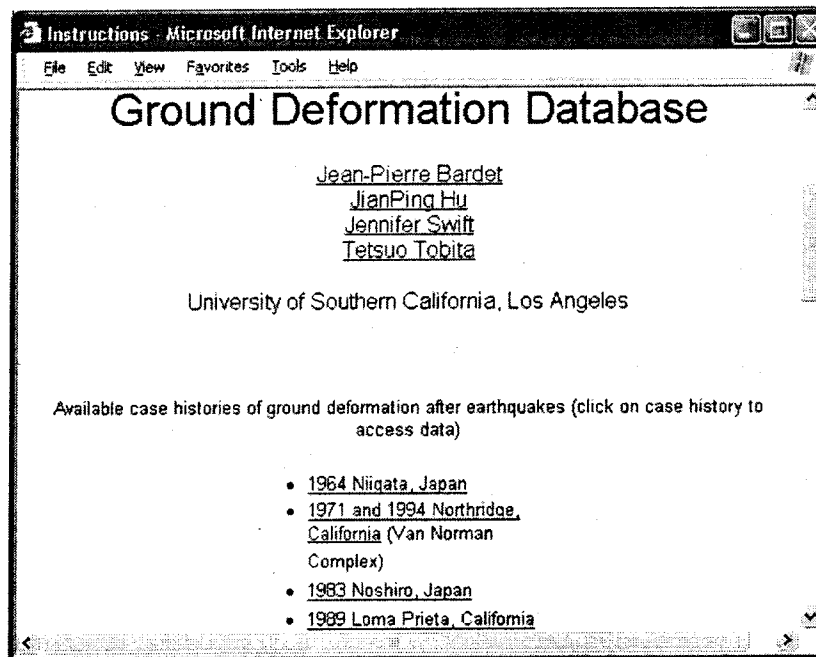 Instructions - Microsoft Internet Explorer
File Edit View Favorites Tools Help
Ground Deformation Database
Jean-Pierre Bardet
JianPing Hu
Jennifer Swift
Tetsuo Tobita
University of Southern California, Los Angeles
Available case histories of ground deformation after earthquakes (click on case history to
access data)
• 1964 Niigata, Japan
• 1971 and 1994 Northridge,
California (Van Norman
Complex)
• 1983 Noshiro, Japan
• 1989 Loma Prieta, California